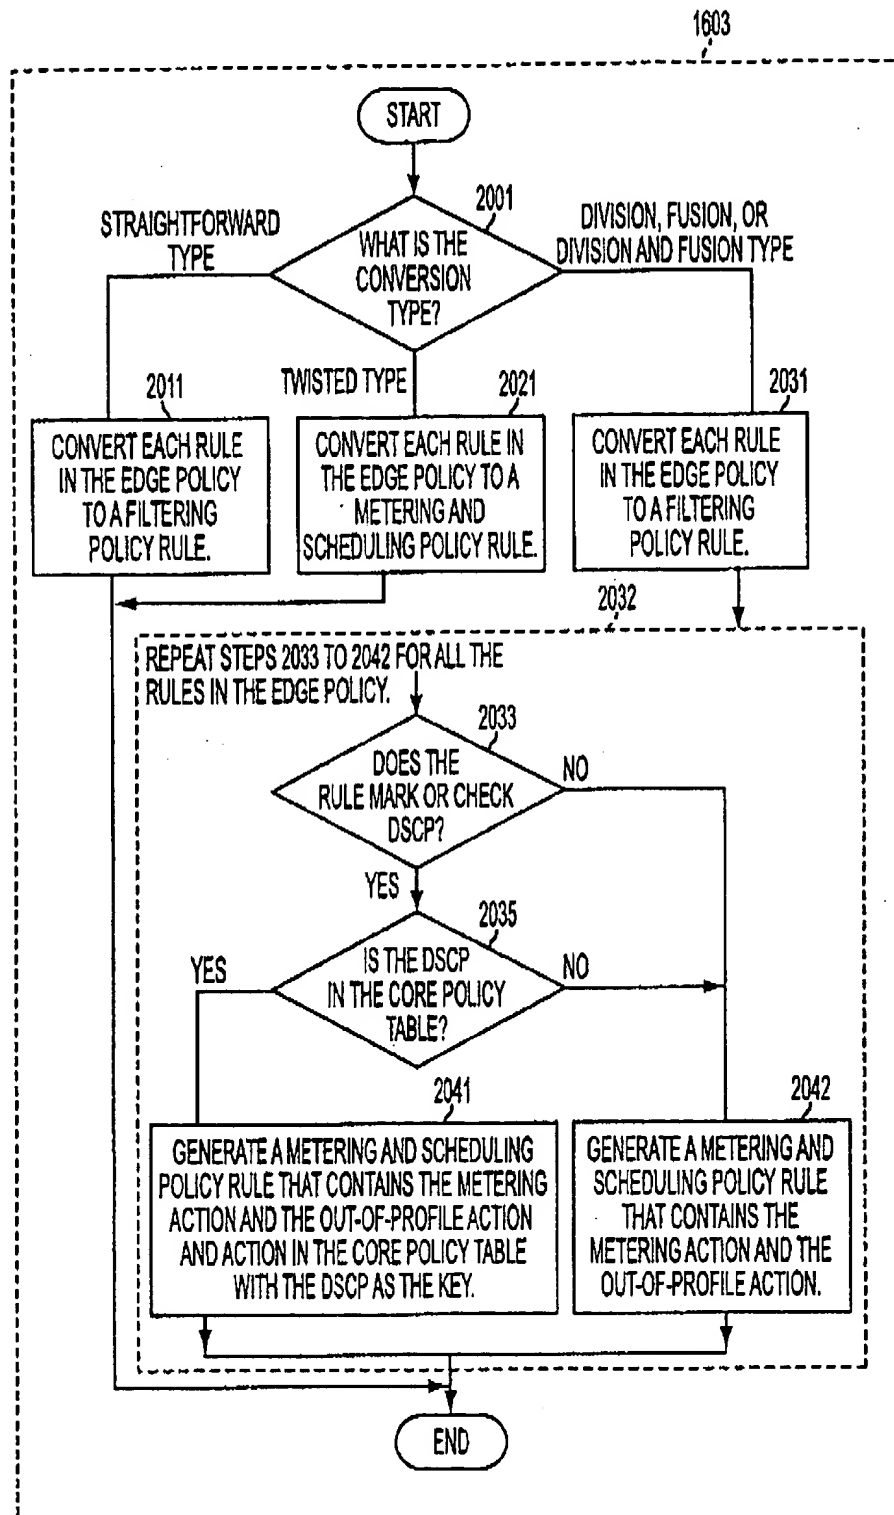 1603
START
2001
STRAIGHTFORWARD
TYPE
WHAT IS THE
CONVERSION
TYPE?
DIVISION, FUSION, OR
DIVISION AND FUSION TYPE
TWISTED TYPE
2011
CONVERT EACH RULE
IN THE EDGE POLICY
TO A FILTERING
POLICY RULE.
2021
CONVERT EACH RULE IN
THE EDGE POLICY TO A
METERING AND
SCHEDULING POLICY RULE.
2031
CONVERT EACH RULE
IN THE EDGE POLICY
TO A FILTERING
POLICY RULE.
2032
REPEAT STEPS 2033 TO 2042 FOR ALL THE
RULES IN THE EDGE POLICY.
2033
DOES THE
RULE MARK OR CHECK
DSCP?
NO
YES
2035
IS THE DSCP
IN THE CORE POLICY
TABLE?
YES
NO
2041
GENERATE A METERING AND SCHEDULING
POLICY RULE THAT CONTAINS THE METERING
ACTION AND THE OUT-OF-PROFILE ACTION
AND ACTION IN THE CORE POLICY TABLE
WITH THE DSCP AS THE KEY.
2042
GENERATE A METERING AND
SCHEDULING POLICY RULE
THAT CONTAINS THE
METERING ACTION AND THE
OUT-OF-PROFILE ACTION.
END